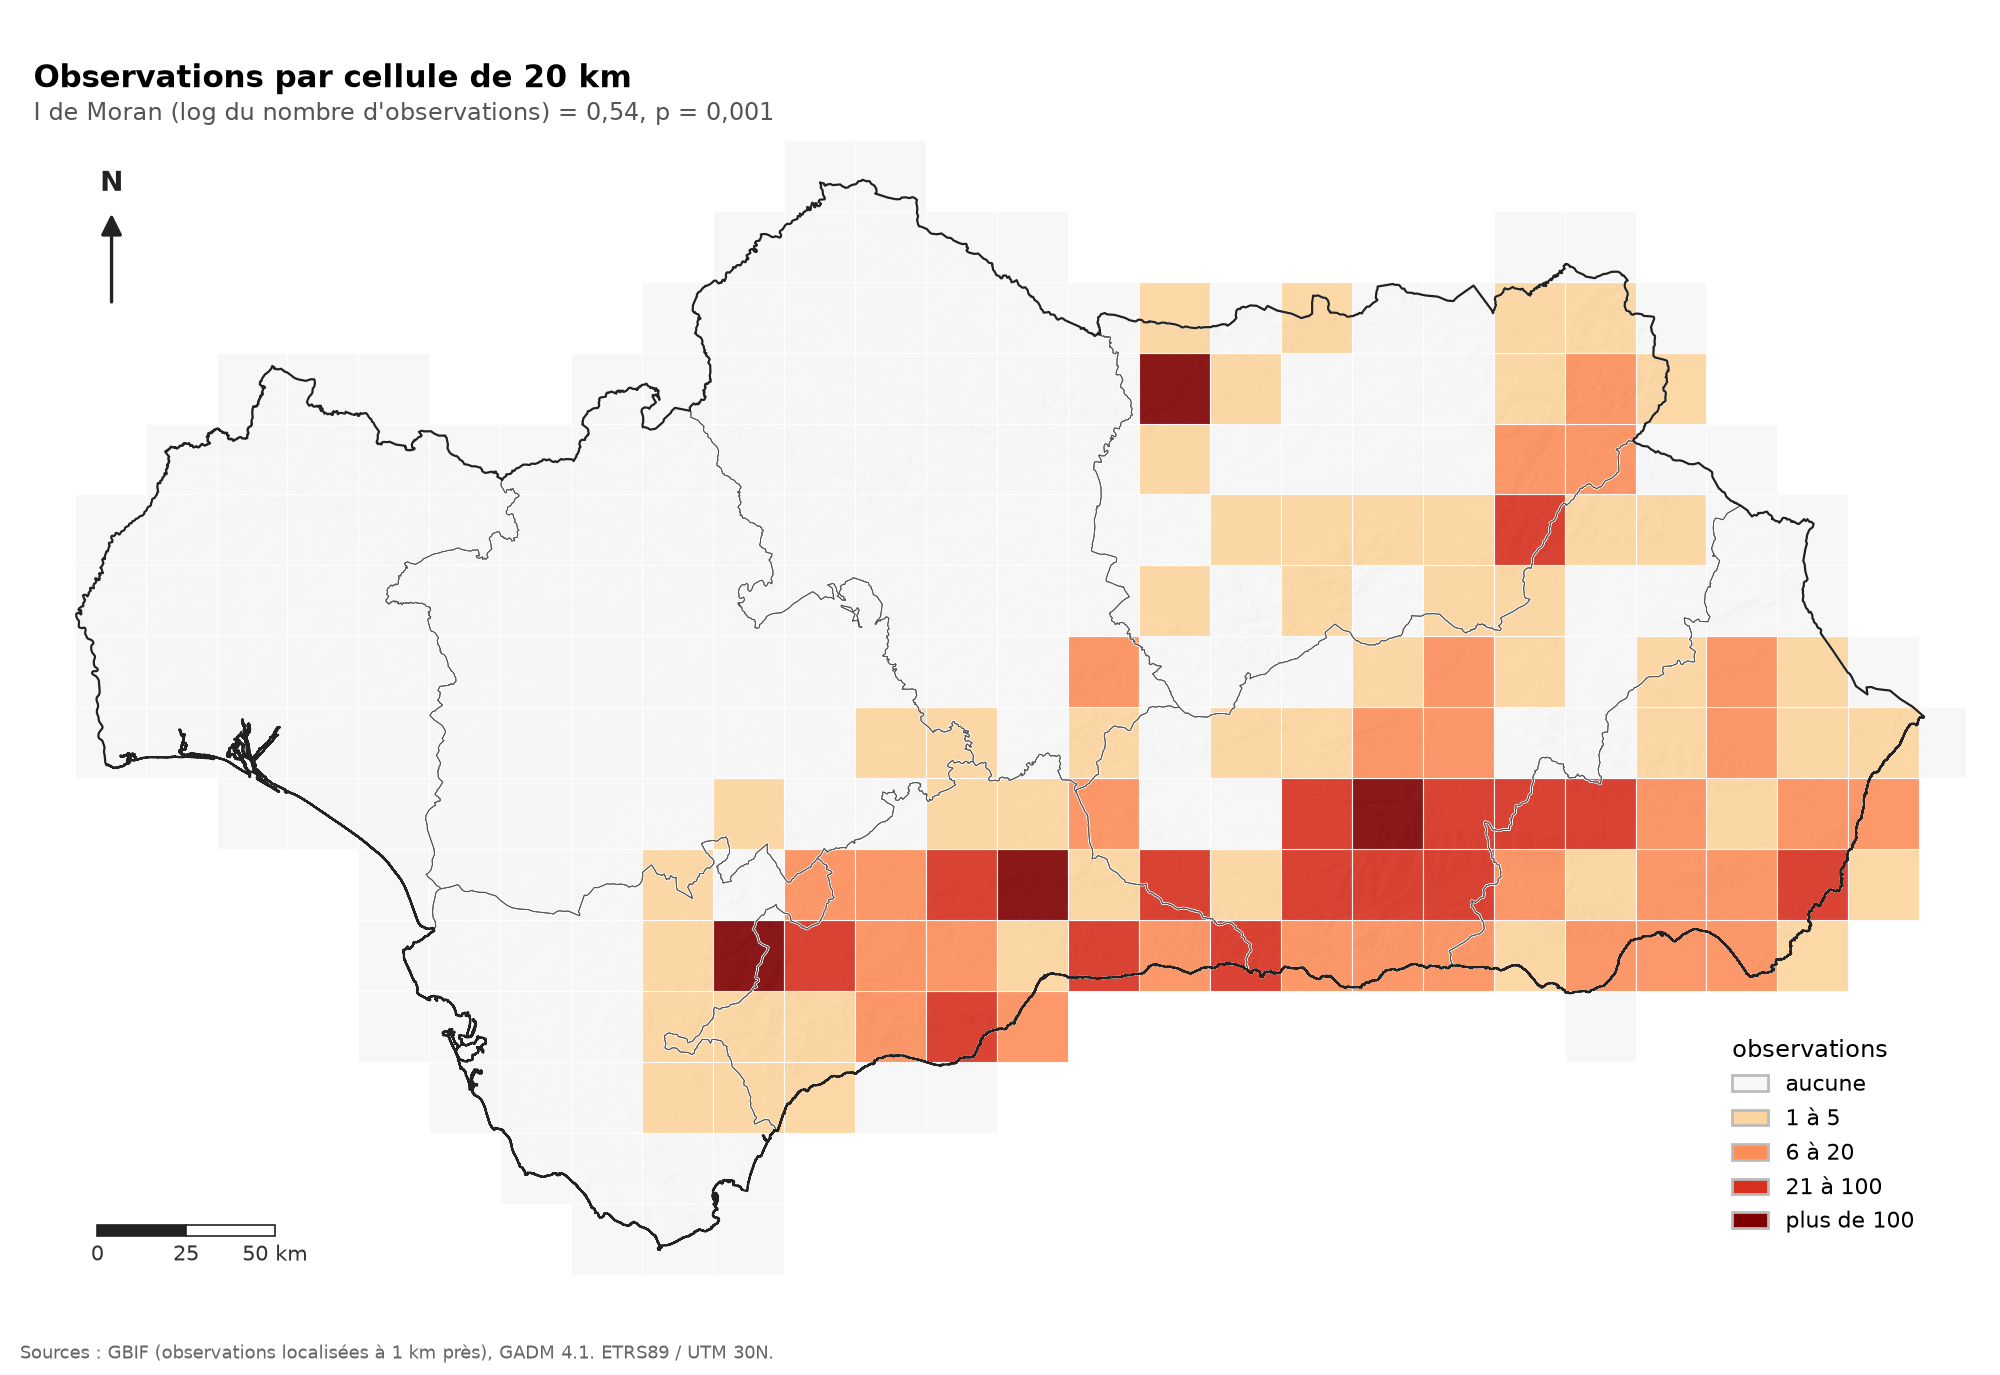 Observations par cellule de 20 km
I de Moran (log du nombre d'observations) = 0,54, p = 0,001
N
observations
aucune
1 à 5
6 à 20
21 à 100
plus de 100
0 25 50 km
Sources : GBIF (observations localisées à 1 km près), GADM 4.1. ETRS89 / UTM 30N.